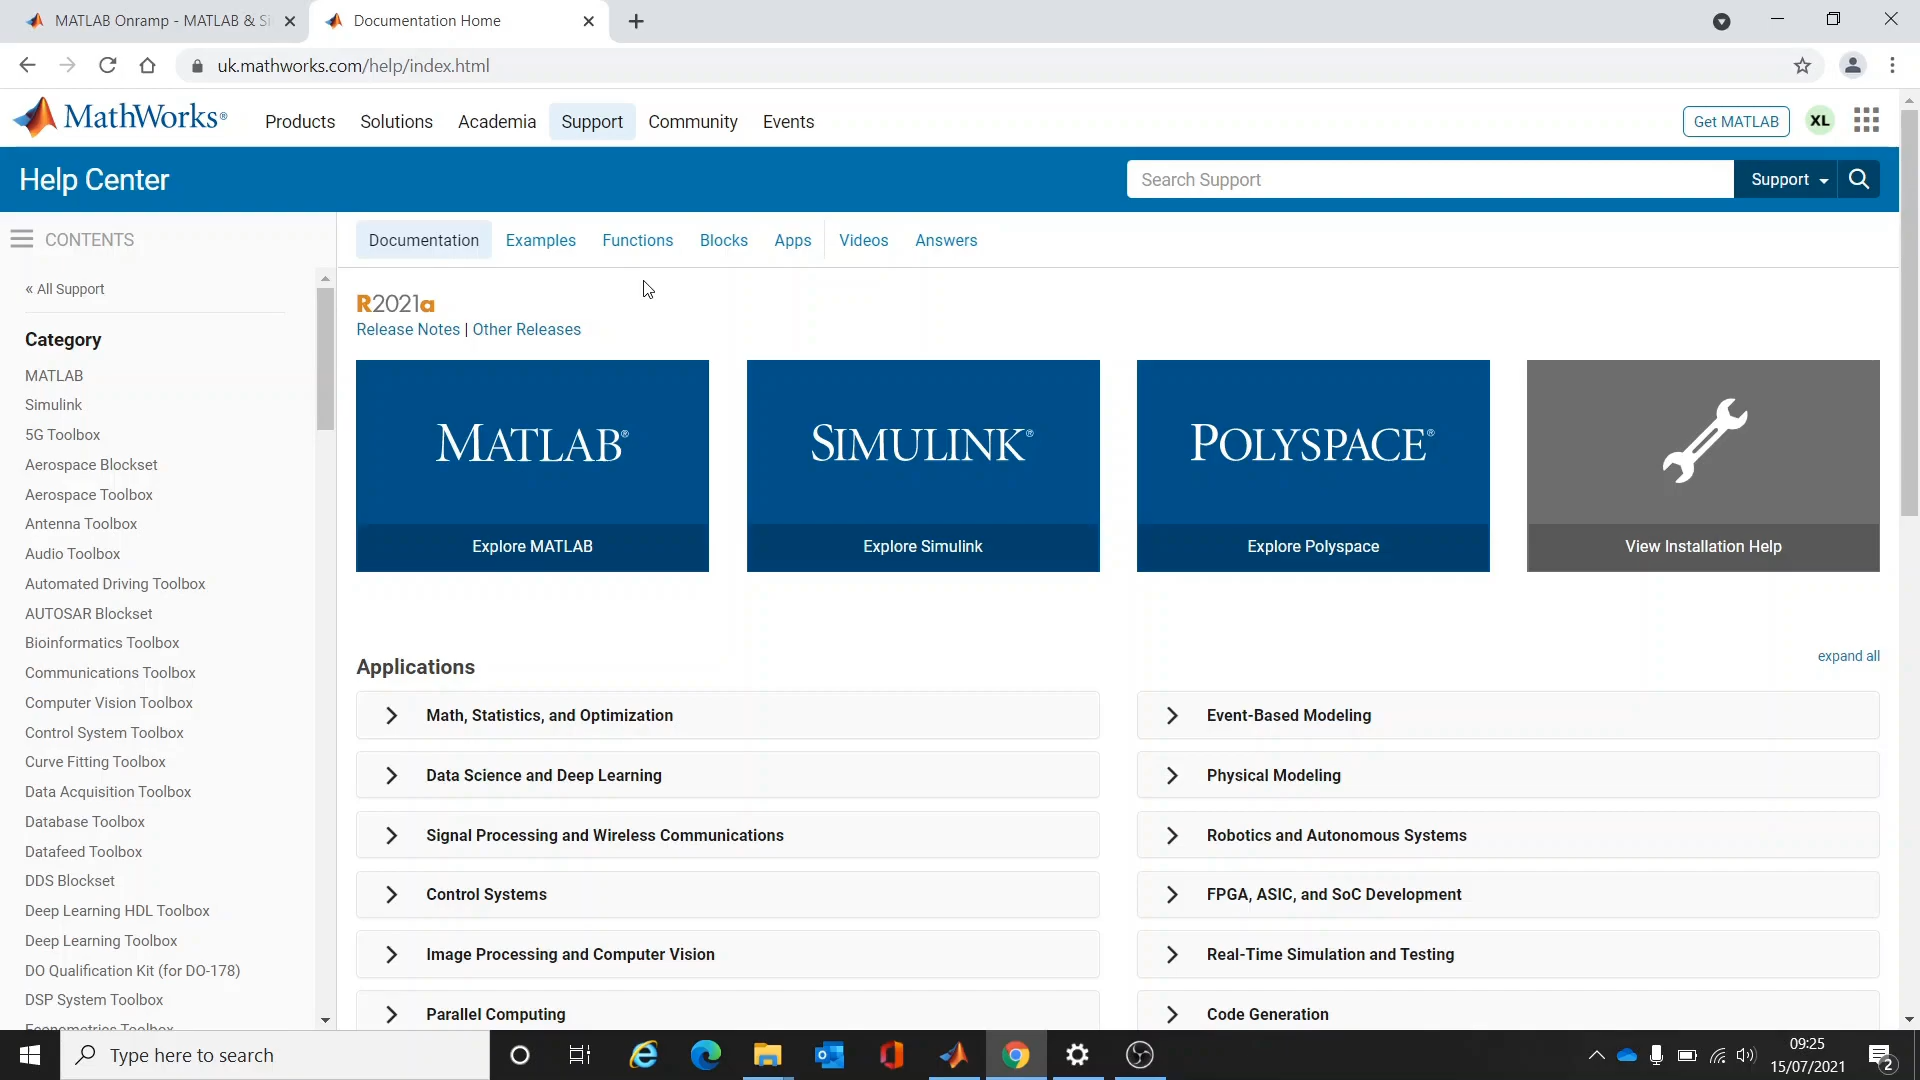 MATLAB Onramp - MATLAB & Si
Documentation Home
uk.mathworks.com/help/index.html
MathWorks®
Products
Solutions
Academia
Support
Community
Events
Get MATLAB
XL
Help Center
Search Support
Support
CONTENTS
Documentation
Examples
Functions
Blocks
Apps
Videos
Answers
« All Support
Category
MATLAB
Simulink
5G Toolbox
Aerospace Blockset
Aerospace Toolbox
Antenna Toolbox
Audio Toolbox
Automated Driving Toolbox
AUTOSAR Blockset
Bioinformatics Toolbox
Communications Toolbox
Computer Vision Toolbox
Control System Toolbox
Curve Fitting Toolbox
Data Acquisition Toolbox
Database Toolbox
Datafeed Toolbox
DDS Blockset
Deep Learning HDL Toolbox
Deep Learning Toolbox
DO Qualification Kit (for DO-178)
DSP System Toolbox
Econometrics Toolbox
R2021a
Release Notes | Other Releases
MATLAB®
Explore MATLAB
SIMULINK®
Explore Simulink
POLYSPACE®
Explore Polyspace
View Installation Help
Applications
expand all
Math, Statistics, and Optimization
Event-Based Modeling
Data Science and Deep Learning
Physical Modeling
Signal Processing and Wireless Communications
Robotics and Autonomous Systems
Control Systems
FPGA, ASIC, and SoC Development
Image Processing and Computer Vision
Real-Time Simulation and Testing
Parallel Computing
Code Generation
Type here to search
09:25
15/07/2021
2